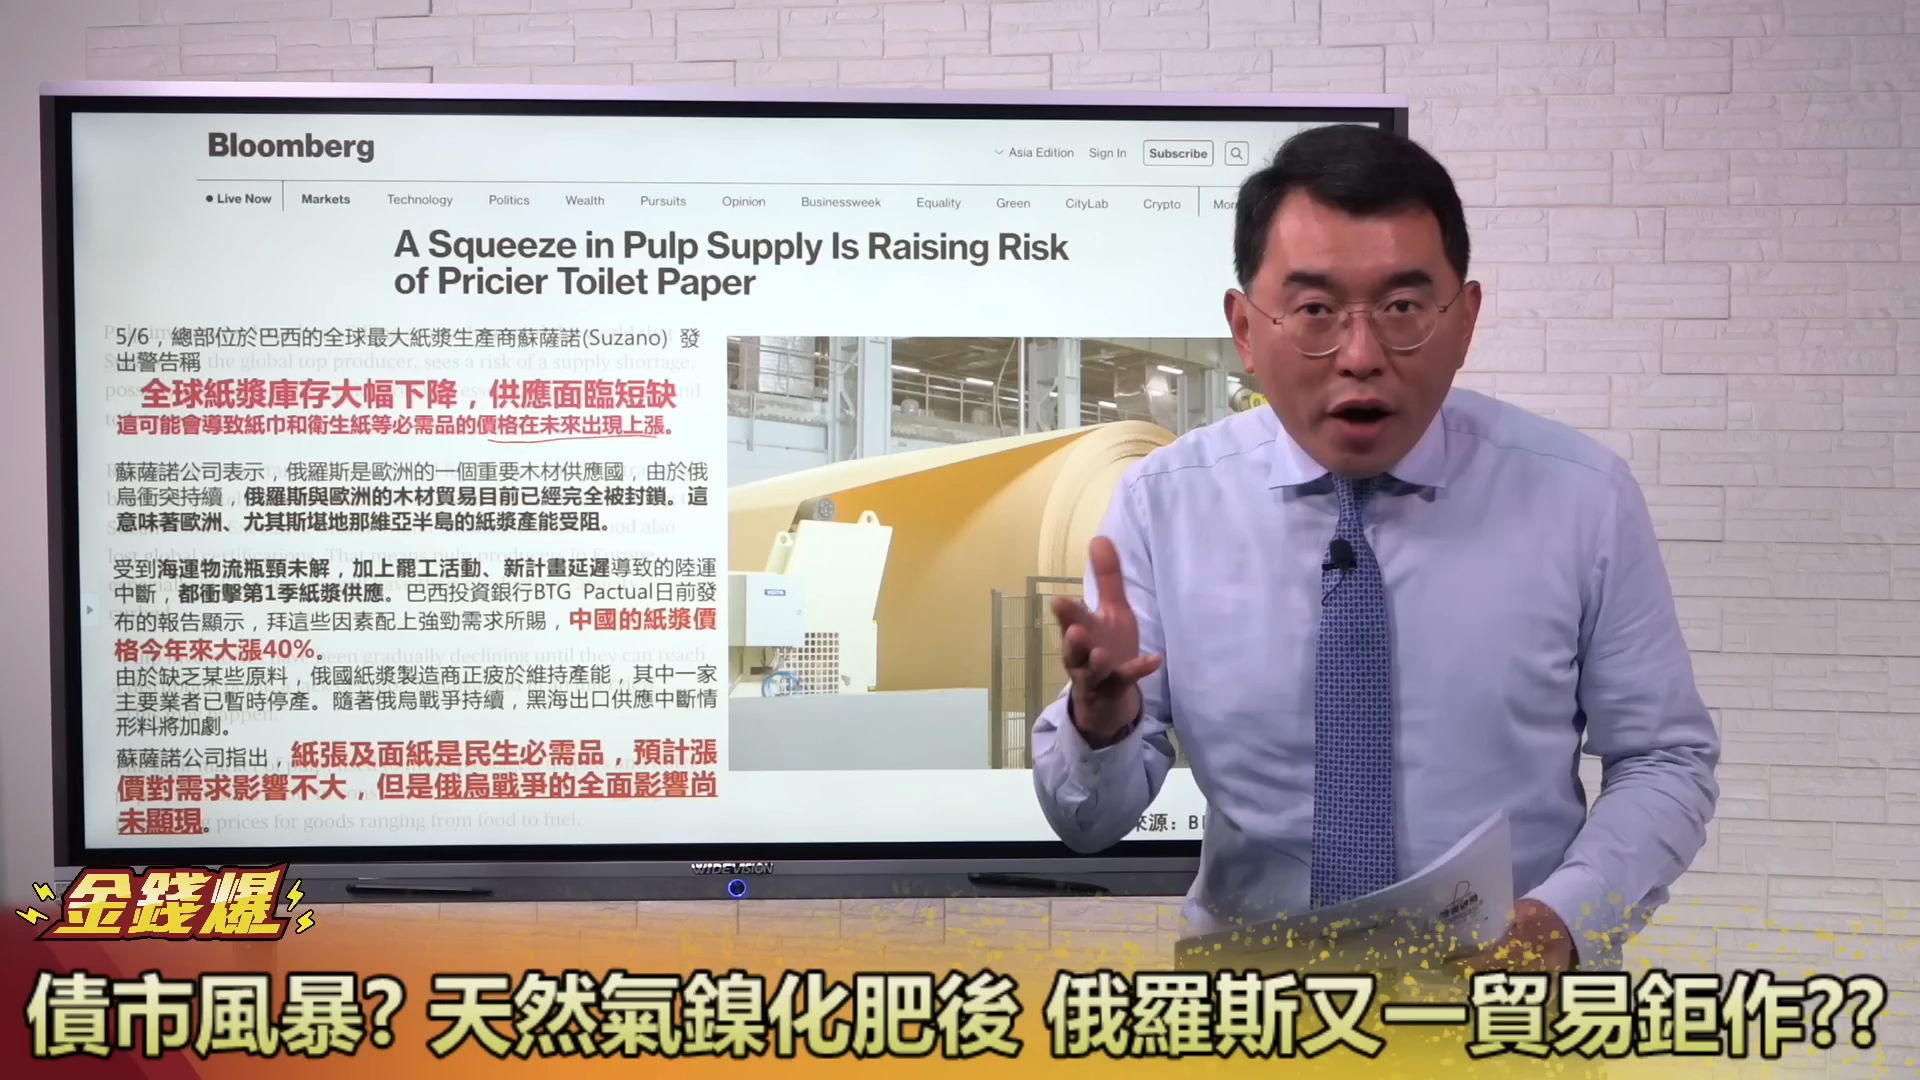 Bloomberg
Asia Edition Sign In Subscribe
Live Now Markets Technology Politics Wealth Pursuits Opinion Businessweek Equality Green CityLab Crypto
A Squeeze in Pulp Supply Is Raising Risk
of Pricier Toilet Paper
5/6，總部位於巴西的全球最大紙漿生產商蘇薩諾(Suzano) 發
出警告稱
全球紙漿庫存大幅下降，供應面臨短缺
這可能會導致紙巾和衛生紙等必需品的價格在未來出現上漲。
蘇薩諾公司表示，俄羅斯是歐洲的一個重要木材供應國，由於俄
烏衝突持續，俄羅斯與歐洲的木材貿易目前已經完全被封鎖。這
意味著歐洲、尤其斯堪地那維亞半島的紙漿產能受阻。
受到海運物流瓶頸未解，加上罷工活動、新計畫延遲導致的陸運
中斷，都衝擊第1季紙漿供應。巴西投資銀行BTG Pactual日前發
布的報告顯示，拜這些因素配上強勁需求所賜，中國的紙漿價
格今年來大漲40%。
由於缺乏某些原料，俄國紙漿製造商正疲於維持產能，其中一家
主要業者已暫時停產。隨著俄烏戰爭持續，黑海出口供應中斷情
形料將加劇。
蘇薩諾公司指出，紙張及面紙是民生必需品，預計漲
價對需求影響不大，但是俄烏戰爭的全面影響尚
未顯現。
prices for goods ranging from food to fuel.
來源：Bl
WIDEVISION
金錢爆
債市風暴? 天然氣鎳化肥後 俄羅斯又一貿易鉅作??